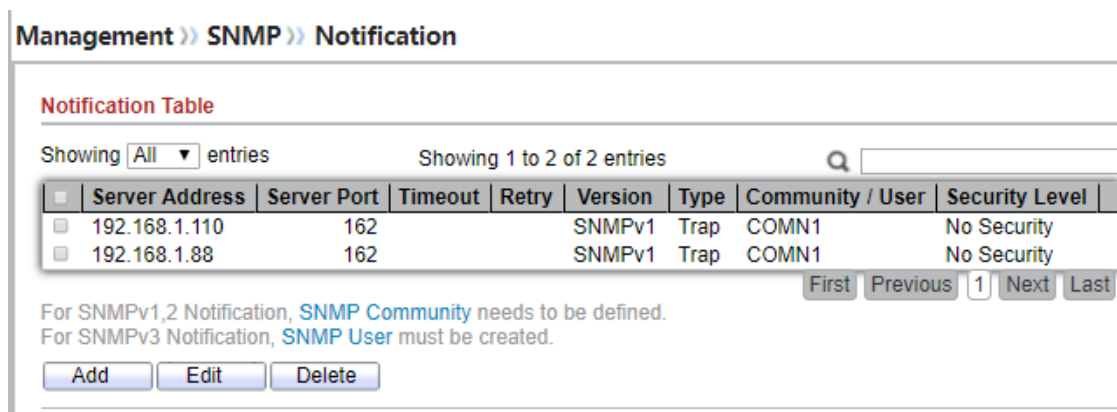 Management >> SNMP >> Notification
Notification Table
Showing All entries Showing 1 to 2 of 2 entries
Server Address Server Port Timeout Retry Version Type Community / User Security Level
192.168.1.110 162 SNMPv1 Trap COMN1 No Security
192.168.1.88 162 SNMPv1 Trap COMN1 No Security
First Previous 1 Next Last
For SNMPv1,2 Notification, SNMP Community needs to be defined.
For SNMPv3 Notification, SNMP User must be created.
Add Edit Delete